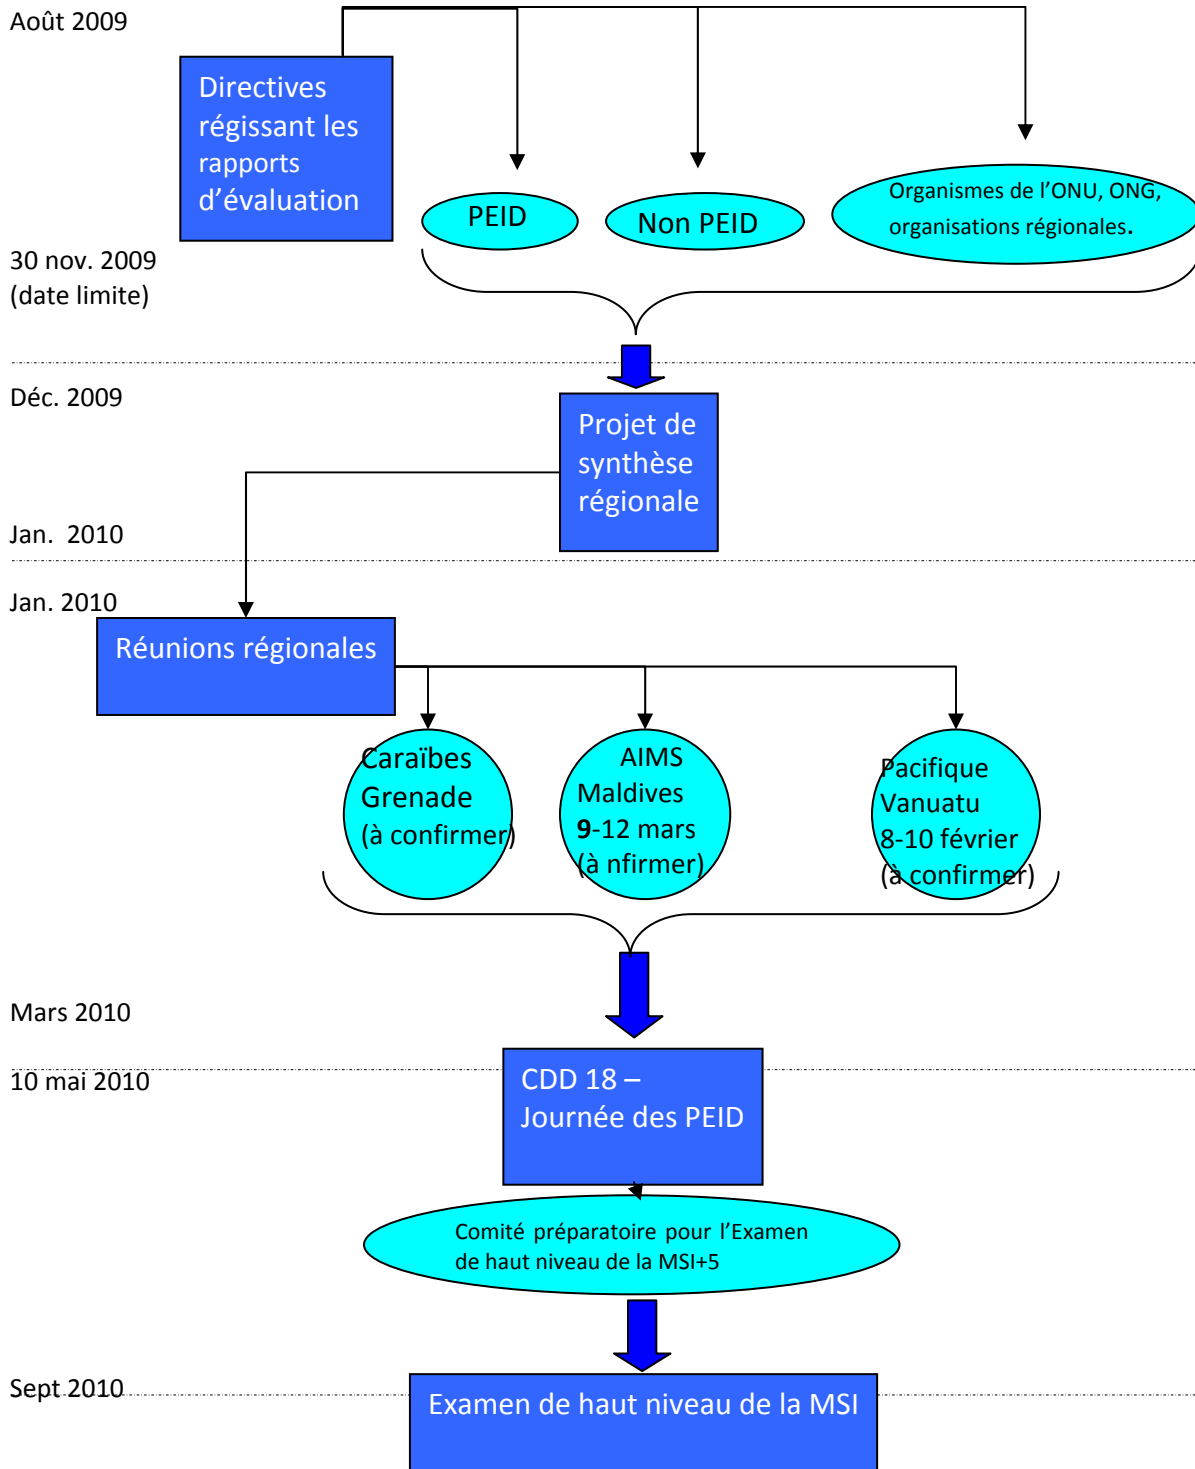 Août 2009
Directives
régissant les
rapports
d'évaluation
PEID
Non PEID
Organismes de l'ONU, ONG,
organisations régionales.
30 nov. 2009
(date limite)
Déc. 2009
Projet de
synthèse
régionale
Jan. 2010
Jan. 2010
Réunions régionales
Caraïbes
Grenade
(à confirmer)
AIMS
Maldives
9-12 mars
(à nfirmer)
Pacifique
Vanuatu
8-10 février
(à confirmer)
Mars 2010
10 mai 2010
CDD 18 –
Journée des PEID
Comité préparatoire pour l'Examen
de haut niveau de la MSI+5
Sept 2010
Examen de haut niveau de la MSI